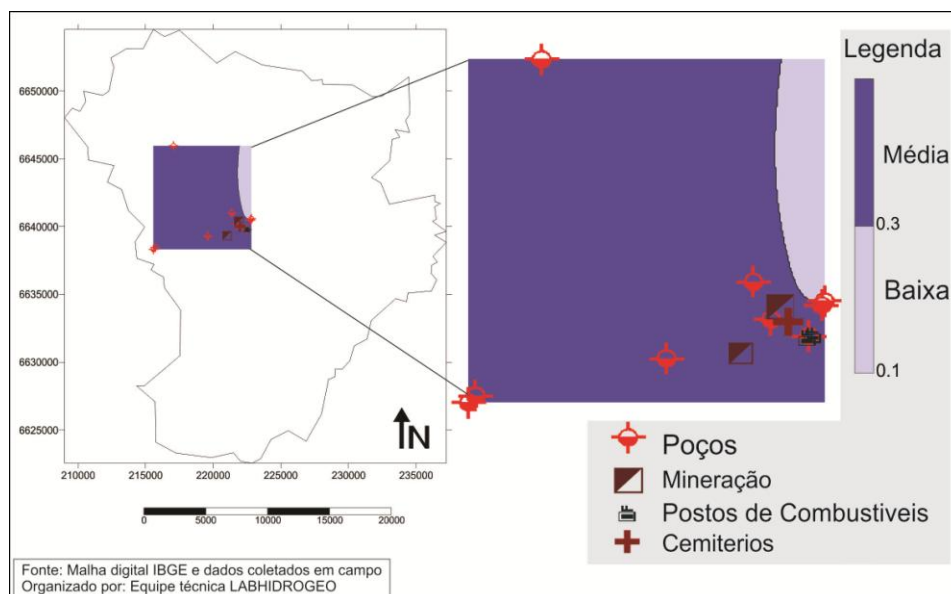 6650000
6645000
6640000
6635000
6630000
6625000
210000 215000 220000 225000 230000 235000
N
0 5000 10000 15000 20000
Fonte: Malha digital IBGE e dados coletados em campo
Organizado por: Equipe técnica LABHIDROGEO
Legenda
Média
0.3
Baixa
0.1
Poços
Mineração
Postos de Combustiveis
Cemiterios